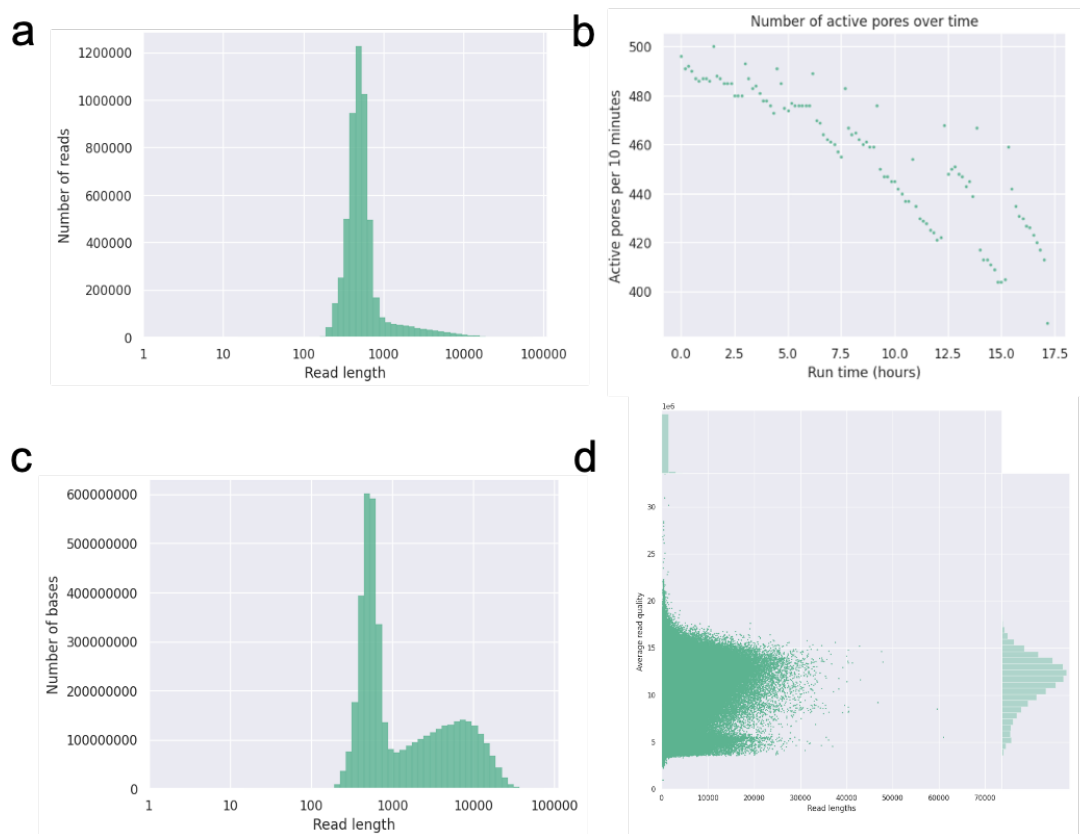 a
Number of reads
1200000
1000000
800000
600000
400000
200000
0
1 10 100 1000 10000 100000
Read length
b
Number of active pores over time
Active pores per 10 minutes
500
480
460
440
420
400
0.0 2.5 5.0 7.5 10.0 12.5 15.0 17.5
Run time (hours)
c
Number of bases
600000000
500000000
400000000
300000000
200000000
100000000
0
1 10 100 1000 10000 100000
Read length
d
1e6
Average read quality
30
25
20
15
10
5
0
0 10000 20000 30000 40000 50000 60000 70000
Read lengths